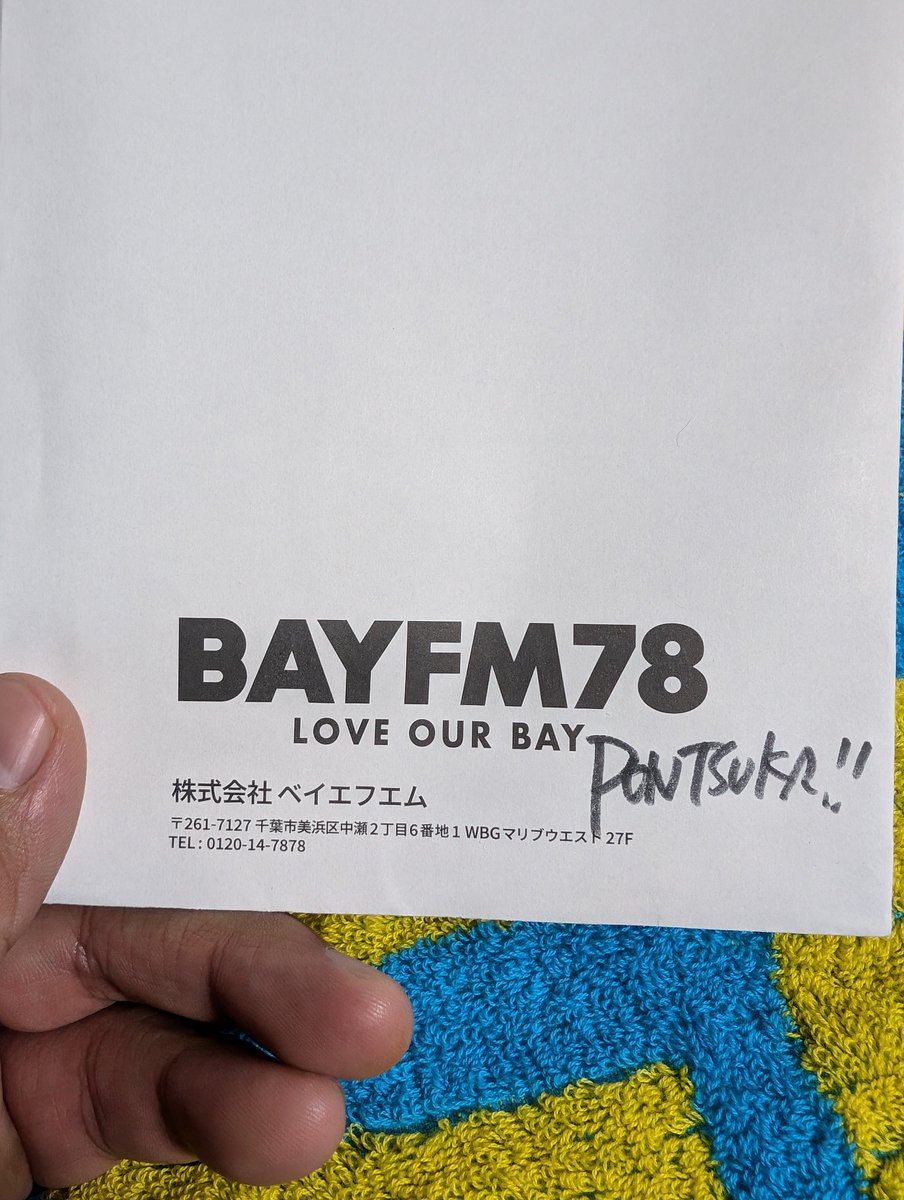 BAYFM78
LOVE OUR BAY
PONTSUKA!!
株式会社 ベイエフエム
〒261-7127 千葉市美浜区中瀬2丁目6番地1 WBGマリブウエスト 27F
TEL : 0120-14-7878